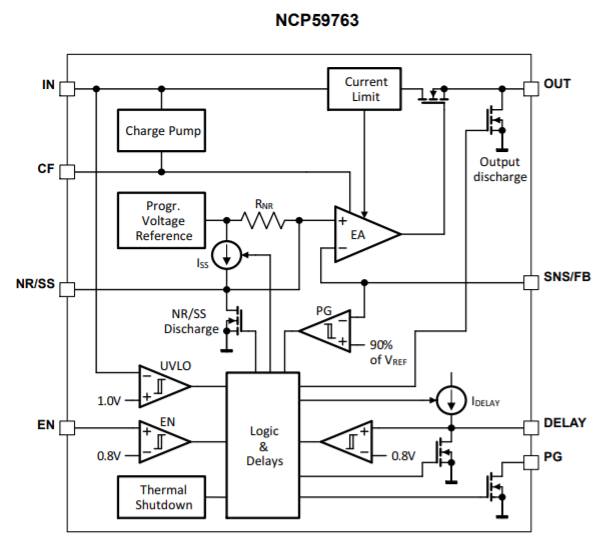 NCP59763
IN
Current
Limit
OUT
Charge Pump
Output
discharge
CF
Progr.
Voltage
Reference
RNR
+
EA
−
ISS
SNS/FB
NR/SS
NR/SS
Discharge
PG
−
+
90%
of VREF
UVLO
−
+
1.0V
IDELAY
EN
EN
+
−
0.8V
Logic
&
Delays
+
−
0.8V
DELAY
PG
Thermal
Shutdown